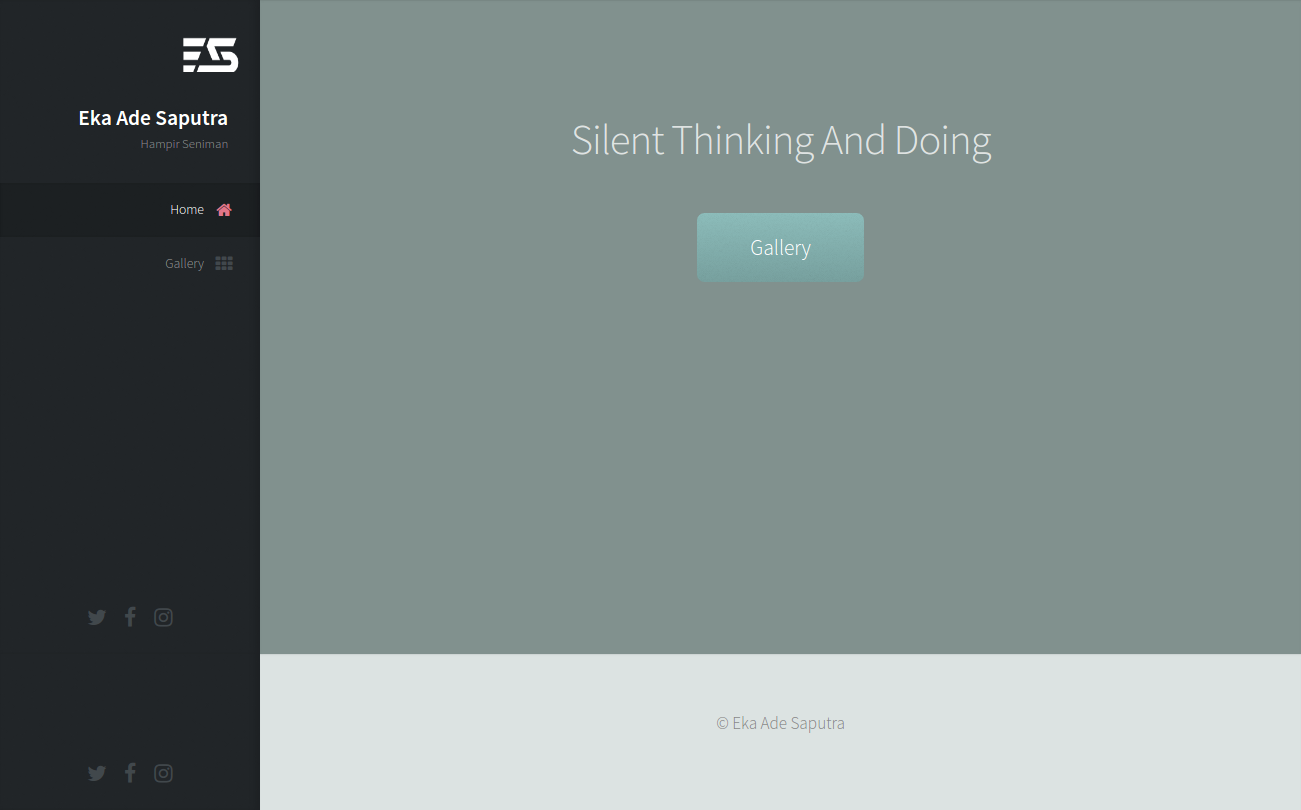 ES
Eka Ade Saputra
Hampir Seniman
Home
Gallery
Silent Thinking And Doing
Gallery
© Eka Ade Saputra